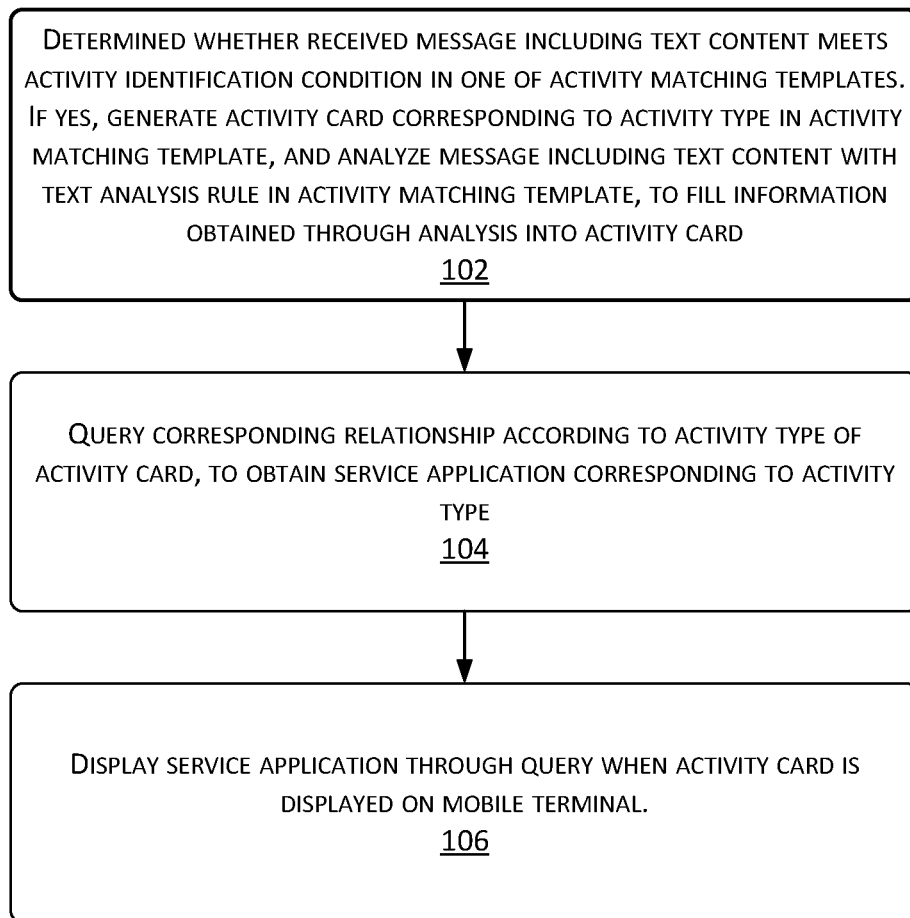 DETERMINED WHETHER RECEIVED MESSAGE INCLUDING TEXT CONTENT MEETS
ACTIVITY IDENTIFICATION CONDITION IN ONE OF ACTIVITY MATCHING TEMPLATES.
IF YES, GENERATE ACTIVITY CARD CORRESPONDING TO ACTIVITY TYPE IN ACTIVITY
MATCHING TEMPLATE, AND ANALYZE MESSAGE INCLUDING TEXT CONTENT WITH
TEXT ANALYSIS RULE IN ACTIVITY MATCHING TEMPLATE, TO FILL INFORMATION
OBTAINED THROUGH ANALYSIS INTO ACTIVITY CARD
102
QUERY CORRESPONDING RELATIONSHIP ACCORDING TO ACTIVITY TYPE OF
ACTIVITY CARD, TO OBTAIN SERVICE APPLICATION CORRESPONDING TO ACTIVITY
TYPE
104
DISPLAY SERVICE APPLICATION THROUGH QUERY WHEN ACTIVITY CARD IS
DISPLAYED ON MOBILE TERMINAL.
106